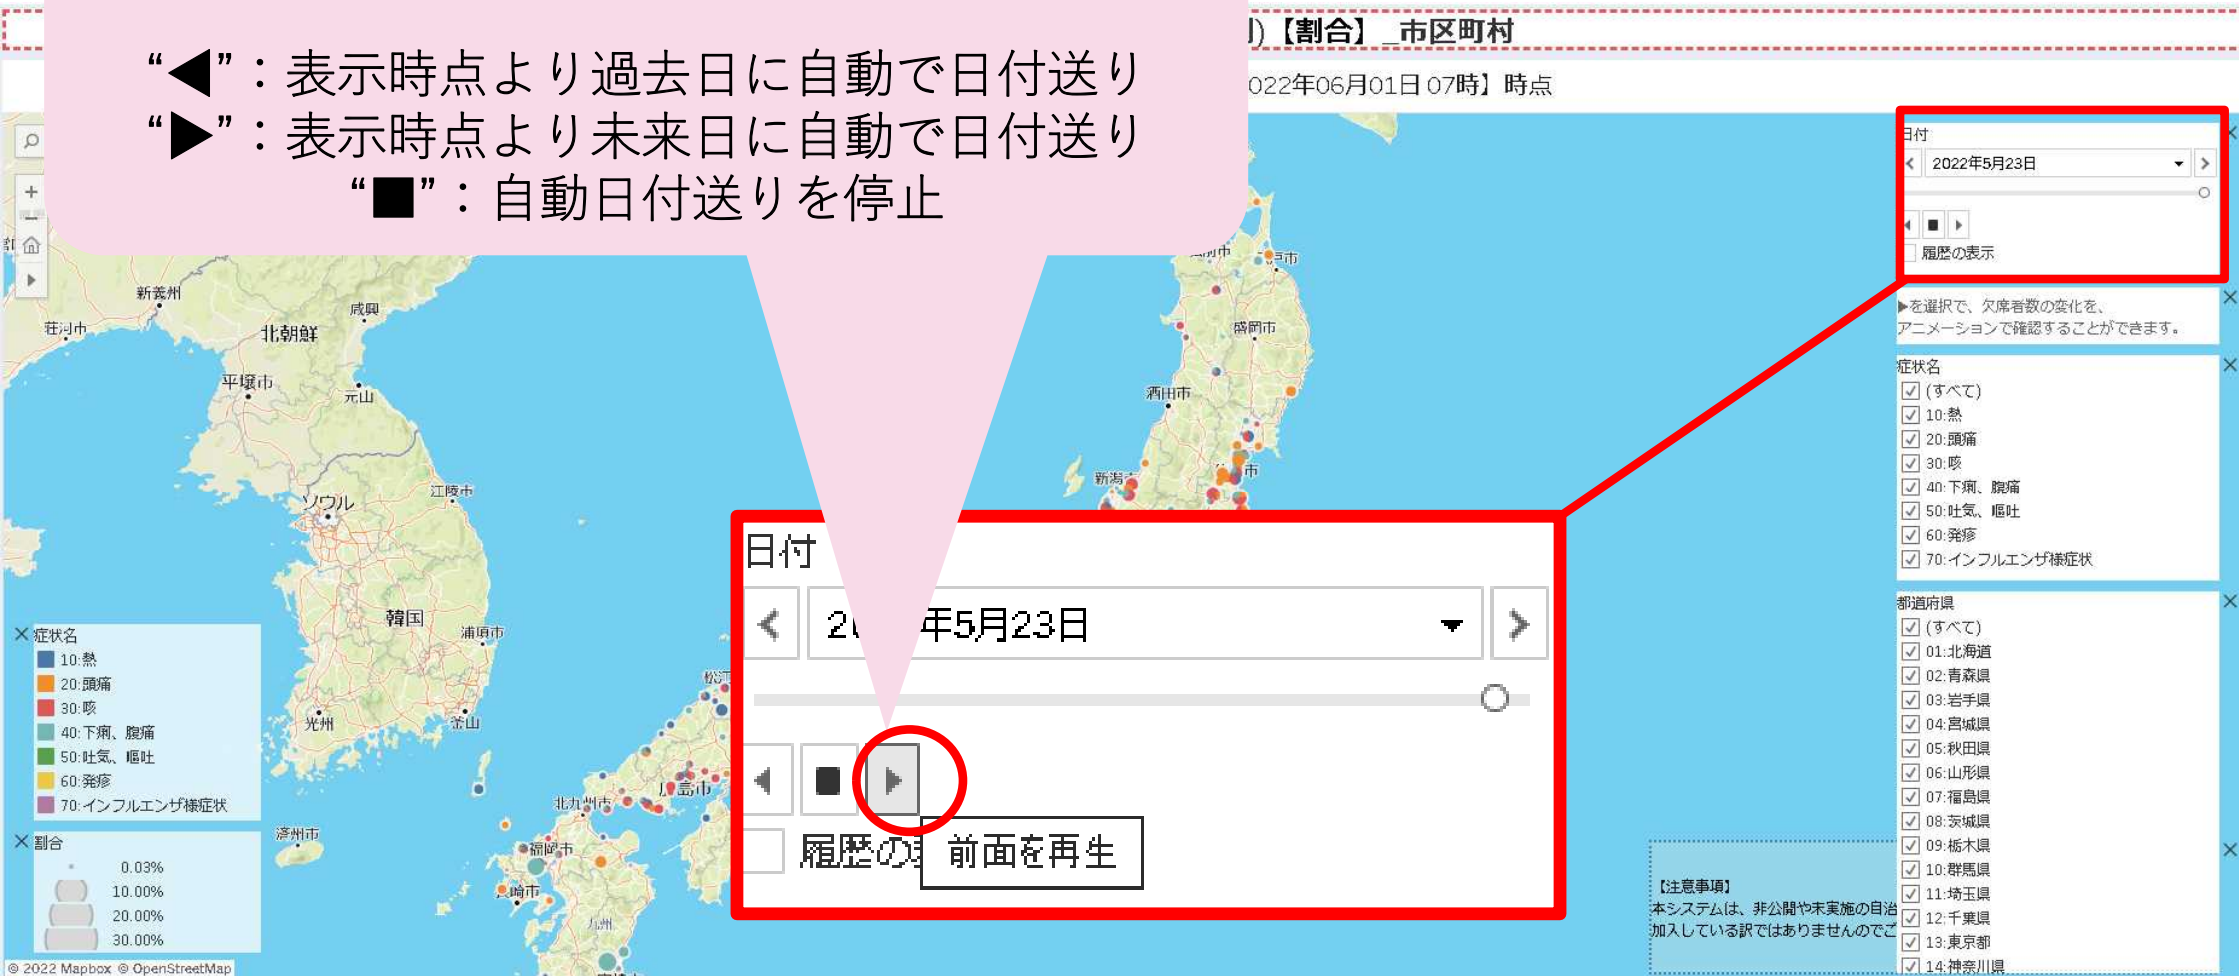 “◀”：表示時点より過去日に自動で日付送り
“▶”：表示時点より未来日に自動で日付送り
“■”：自動日付送りを停止
【割合】_市区町村
022年06月01日 07時】時点
日付
2022年5月23日
履歴の表示
▶を選択で、欠席者数の変化を、
アニメーションで確認することができます。
症状名
(すべて)
10:熱
20:頭痛
30:咳
40:下痢、腹痛
50:吐気、嘔吐
60:発疹
70:インフルエンザ様症状
都道府県
(すべて)
01:北海道
02:青森県
03:岩手県
04:宮城県
05:秋田県
06:山形県
07:福島県
08:茨城県
09:栃木県
10:群馬県
11:埼玉県
12:千葉県
13:東京都
14:神奈川県
新義州
咸興
荘河市
北朝鮮
平壌市
元山
ソウル
江陵市
韓国
浦項市
光州
釜山
済州市
盛岡市
酒田市
新潟
北九州市
福岡市
崎市
九州
広島市
松江
日付
年5月23日
履歴の
前面を再生
症状名
10:熱
20:頭痛
30:咳
40:下痢、腹痛
50:吐気、嘔吐
60:発疹
70:インフルエンザ様症状
割合
0.03%
10.00%
20.00%
30.00%
【注意事項】
本システムは、非公開や未実施の自治
加入している訳ではありませんのでご
© 2022 Mapbox © OpenStreetMap